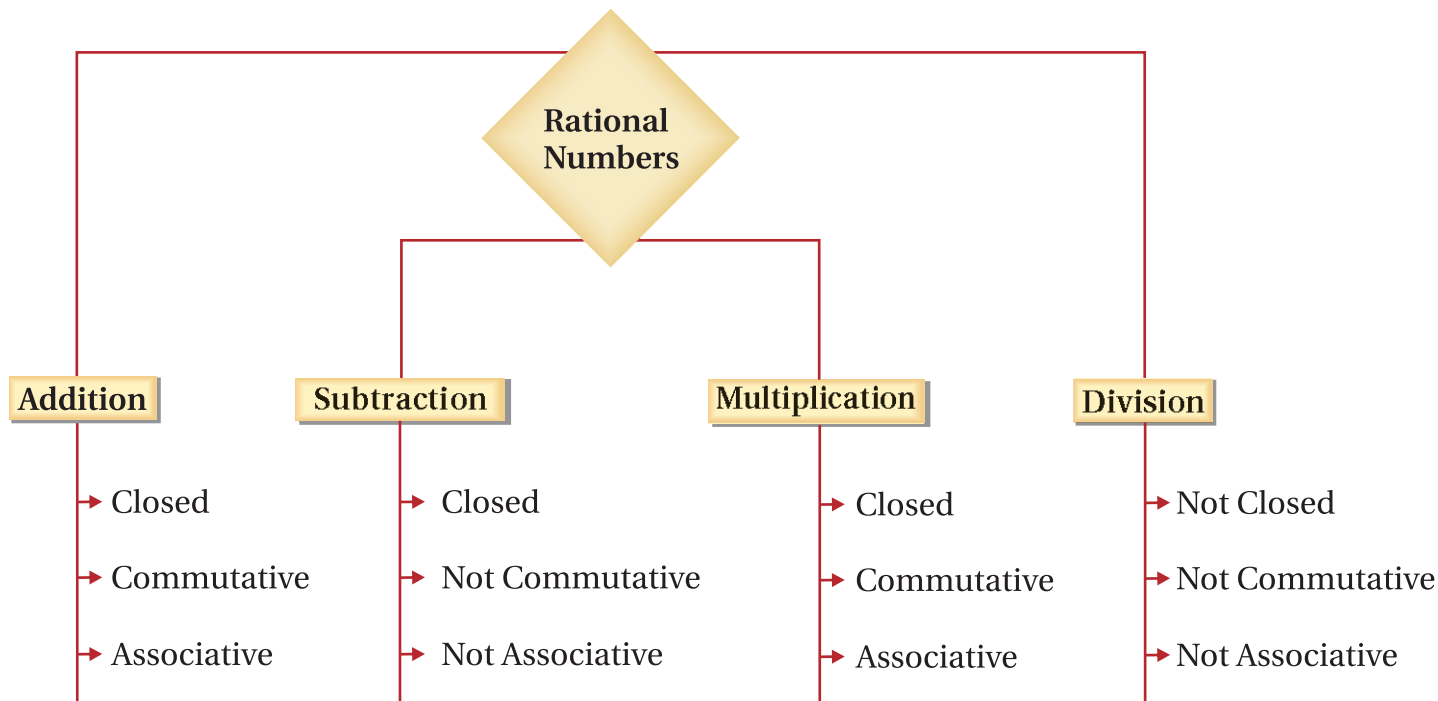 Rational
Numbers
Addition
Subtraction
Multiplication
Division
Closed
Commutative
Associative
Closed
Not Commutative
Not Associative
Closed
Commutative
Associative
Not Closed
Not Commutative
Not Associative